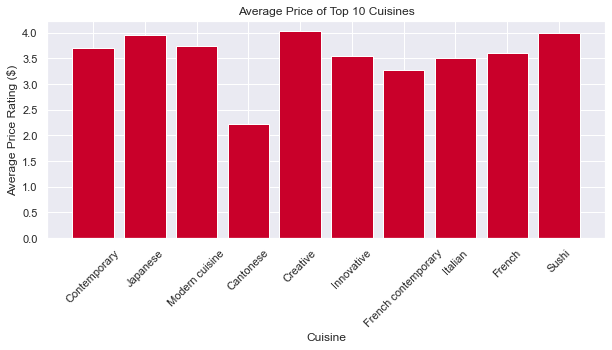 Average Price of Top 10 Cuisines
Average Price Rating ($)
4.0
3.5
3.0
2.5
2.0
1.5
1.0
0.5
0.0
Contemporary
Japanese
Modern cuisine
Cantonese
Creative
Innovative
French contemporary
Italian
French
Sushi
Cuisine